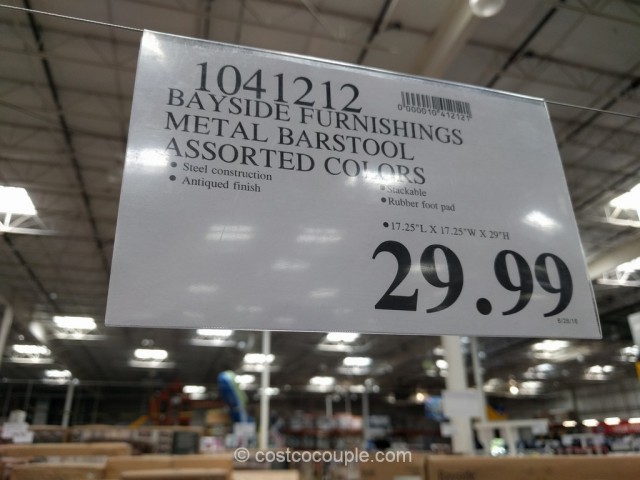 1041212
0000010412121
BAYSIDE FURNISHINGS
METAL BARSTOOL
ASSORTED COLORS
• Steel construction
• Antiqued finish
• Stackable
• Rubber foot pad
• 17.25"L X 17.25"W X 29"H
29.99
© costcocouple.com